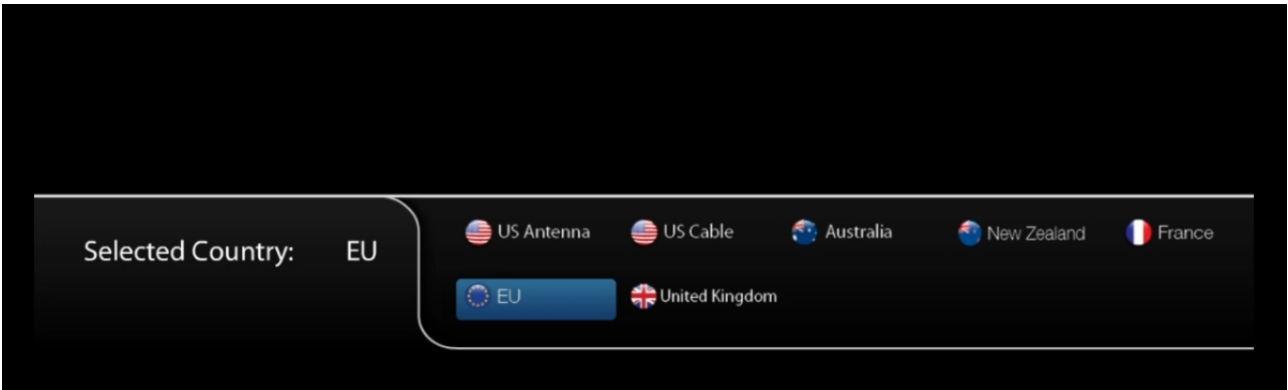 US Antenna US Cable Australia New Zealand France
Selected Country: EU
EU United Kingdom